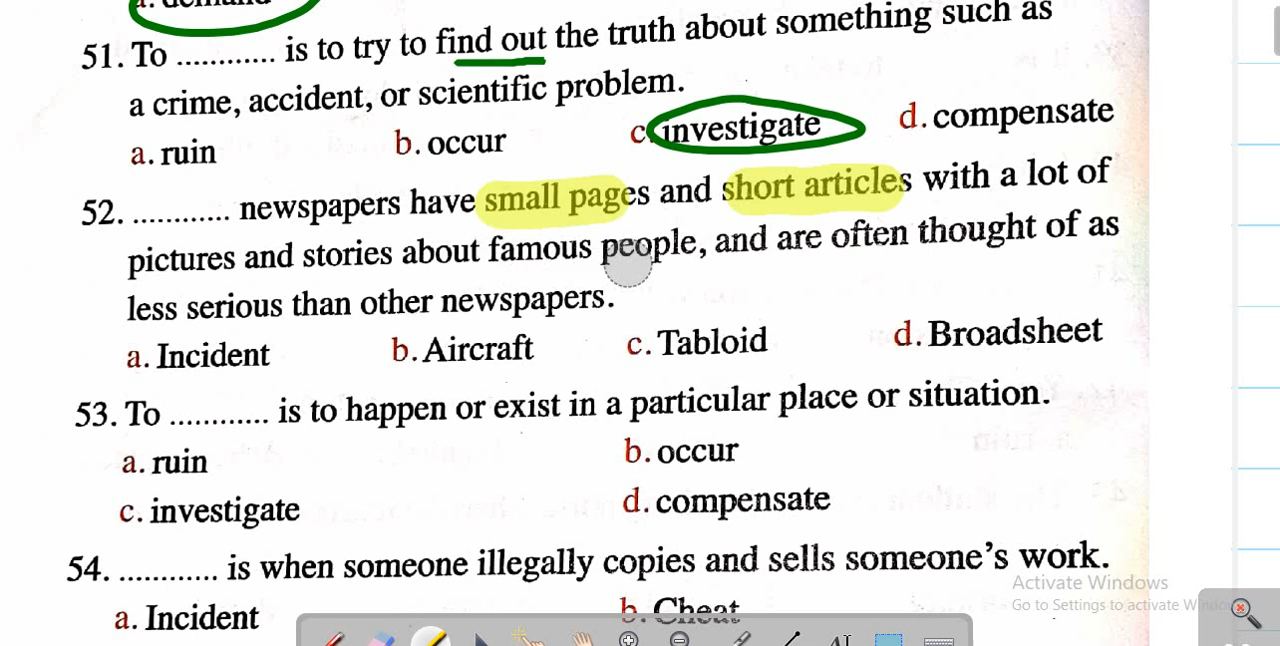 a. demand
51. To ............ is to try to find out the truth about something such as
a crime, accident, or scientific problem.
a. ruin b. occur c. investigate d. compensate
52. ............ newspapers have small pages and short articles with a lot of
pictures and stories about famous people, and are often thought of as
less serious than other newspapers.
a. Incident b. Aircraft c. Tabloid d. Broadsheet
53. To ............ is to happen or exist in a particular place or situation.
a. ruin b. occur
c. investigate d. compensate
54. ............ is when someone illegally copies and sells someone's work.
Activate Windows
Go to Settings to activate Windows
a. Incident b. Cheat